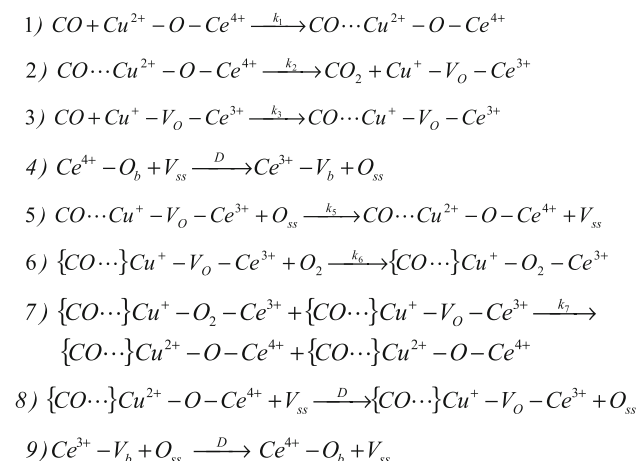 1) CO + Cu²⁺ − O − Ce⁴⁺ —k₁→ CO⋯Cu²⁺ − O − Ce⁴⁺
2) CO⋯Cu²⁺ − O − Ce⁴⁺ —k₂→ CO₂ + Cu⁺ − V_O − Ce³⁺
3) CO + Cu⁺ − V_O − Ce³⁺ —k₃→ CO⋯Cu⁺ − V_O − Ce³⁺
4) Ce⁴⁺ − O_b + V_ss —D→ Ce³⁺ − V_b + O_ss
5) CO⋯Cu⁺ − V_O − Ce³⁺ + O_ss —k₅→ CO⋯Cu²⁺ − O − Ce⁴⁺ + V_ss
6) {CO⋯}Cu⁺ − V_O − Ce³⁺ + O₂ —k₆→ {CO⋯}Cu⁺ − O₂ − Ce³⁺
7) {CO⋯}Cu⁺ − O₂ − Ce³⁺ + {CO⋯}Cu⁺ − V_O − Ce³⁺ —k₇→
{CO⋯}Cu²⁺ − O − Ce⁴⁺ + {CO⋯}Cu²⁺ − O − Ce⁴⁺
8) {CO⋯}Cu²⁺ − O − Ce⁴⁺ + V_ss —D→ {CO⋯}Cu⁺ − V_O − Ce³⁺ + O_ss
9) Ce³⁺ − V_b + O_ss —D→ Ce⁴⁺ − O_b + V_ss